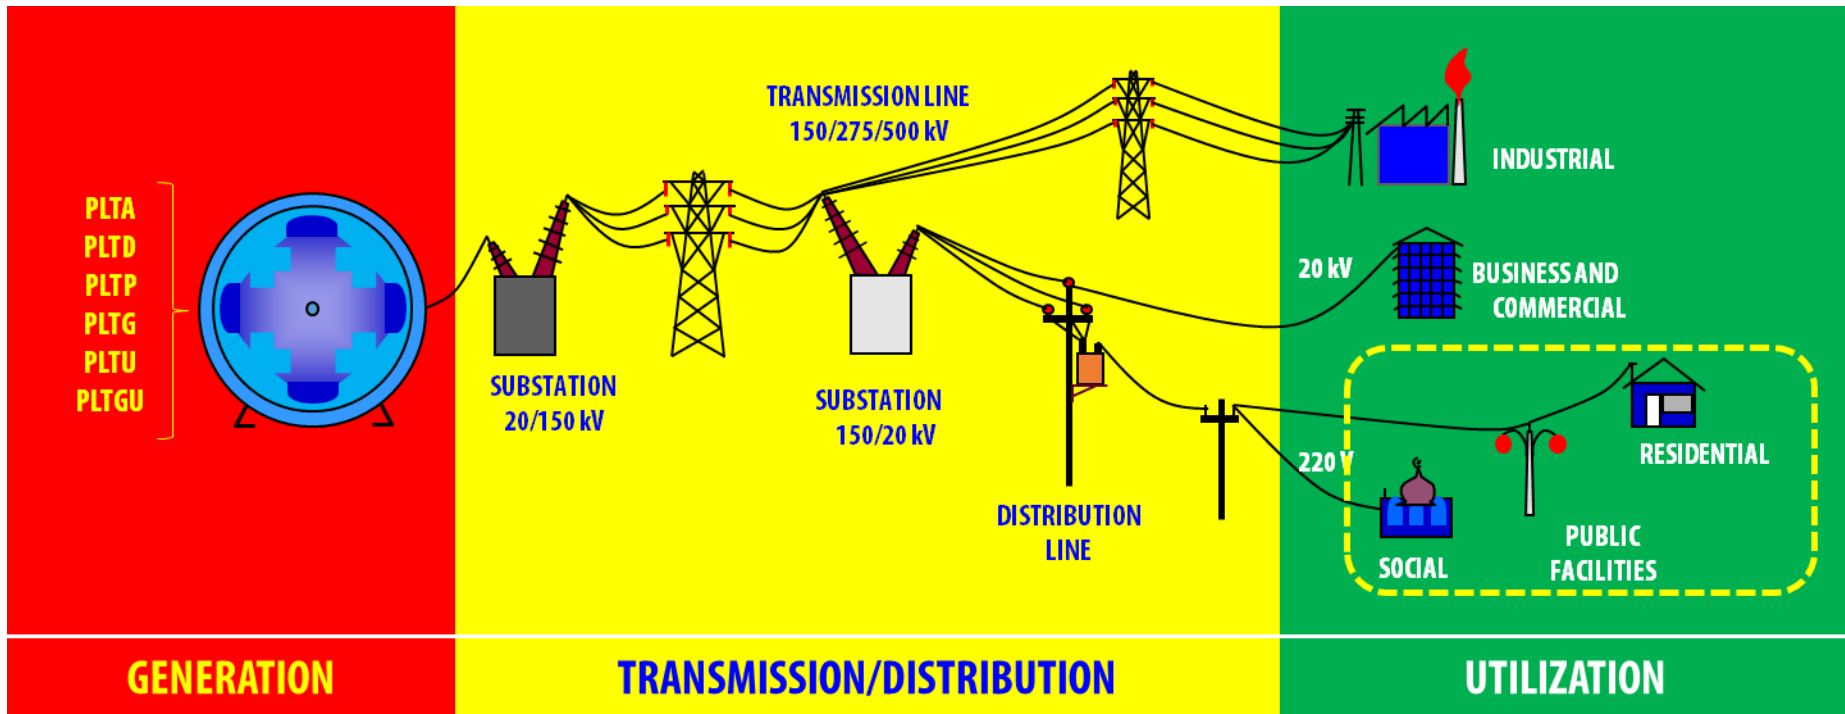 PLTA
PLTD
PLTP
PLTG
PLTU
PLTGU
SUBSTATION
20/150 kV
TRANSMISSION LINE
150/275/500 kV
SUBSTATION
150/20 kV
DISTRIBUTION
LINE
INDUSTRIAL
20 kV
BUSINESS AND
COMMERCIAL
220 V
RESIDENTIAL
PUBLIC
FACILITIES
SOCIAL
GENERATION
TRANSMISSION/DISTRIBUTION
UTILIZATION